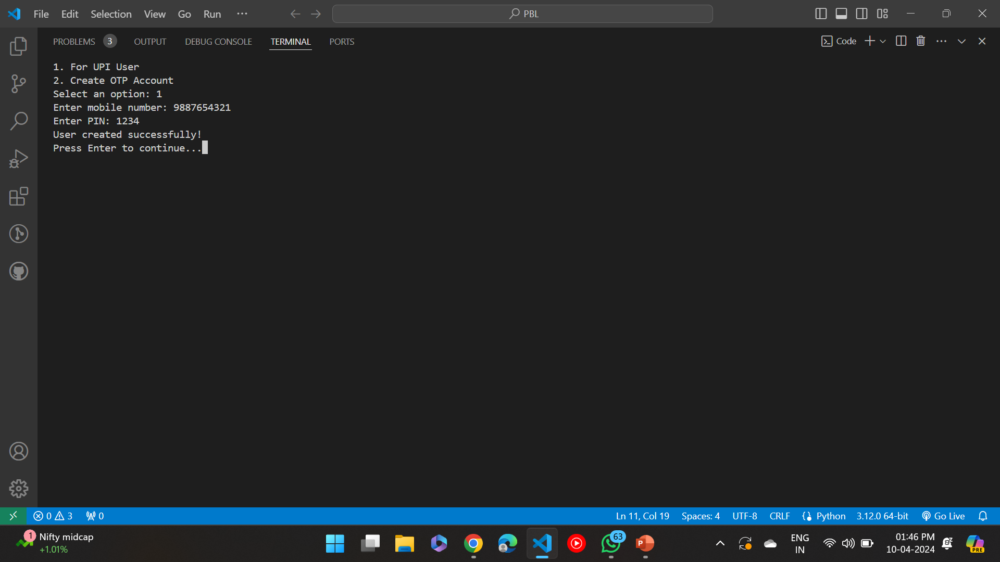 File Edit Selection View Go Run ··· PBL
PROBLEMS 3 OUTPUT DEBUG CONSOLE TERMINAL PORTS Code
1. For UPI User
2. Create OTP Account
Select an option: 1
Enter mobile number: 9887654321
Enter PIN: 1234
User created successfully!
Press Enter to continue...
0 3 0 Ln 11, Col 19 Spaces: 4 UTF-8 CRLF Python 3.12.0 64-bit Go Live
1 Nifty midcap
+1.01%
63
P
ENG
IN
01:46 PM
10-04-2024
PRE